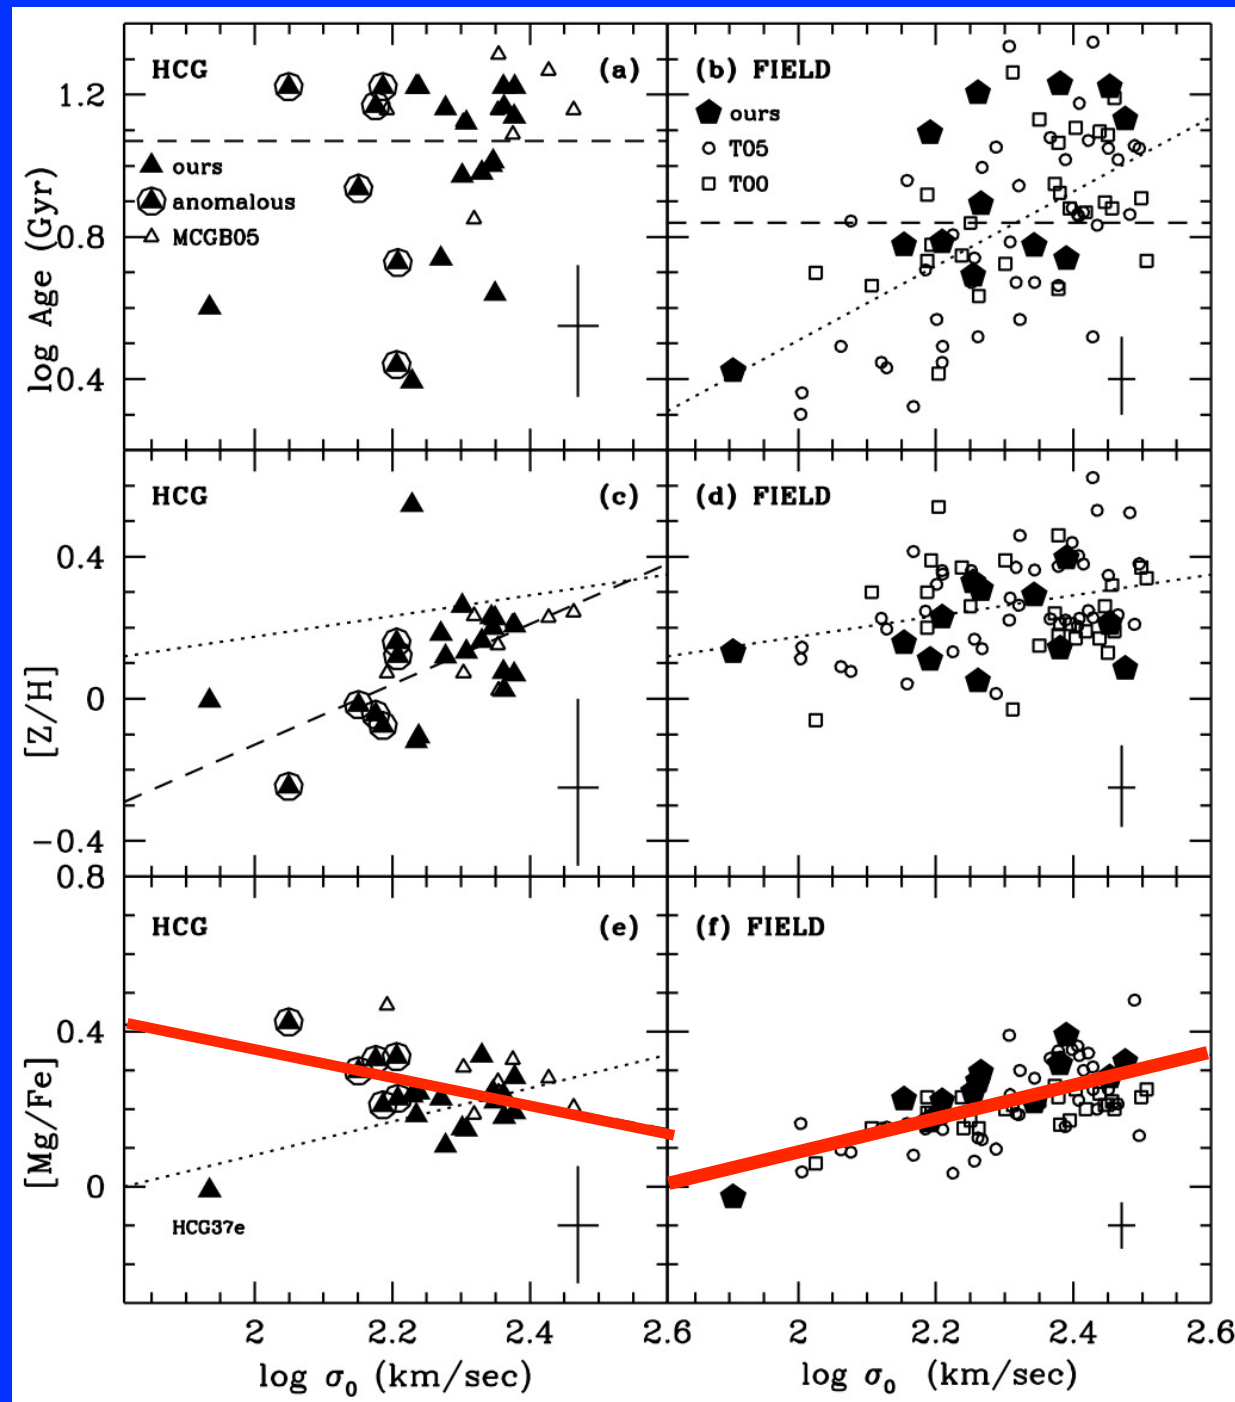 HCG
(a)
(b) FIELD
1.2
0.8
0.4
log Age (Gyr)
ours
anomalous
MCGB05
ours
T05
T00
HCG
(c)
(d) FIELD
0.4
0
−0.4
[Z/H]
HCG
(e)
(f) FIELD
0.8
0.4
0
[Mg/Fe]
HCG37e
2
2.2
2.4
2.6
2
2.2
2.4
2.6
log σ₀ (km/sec)
log σ₀ (km/sec)